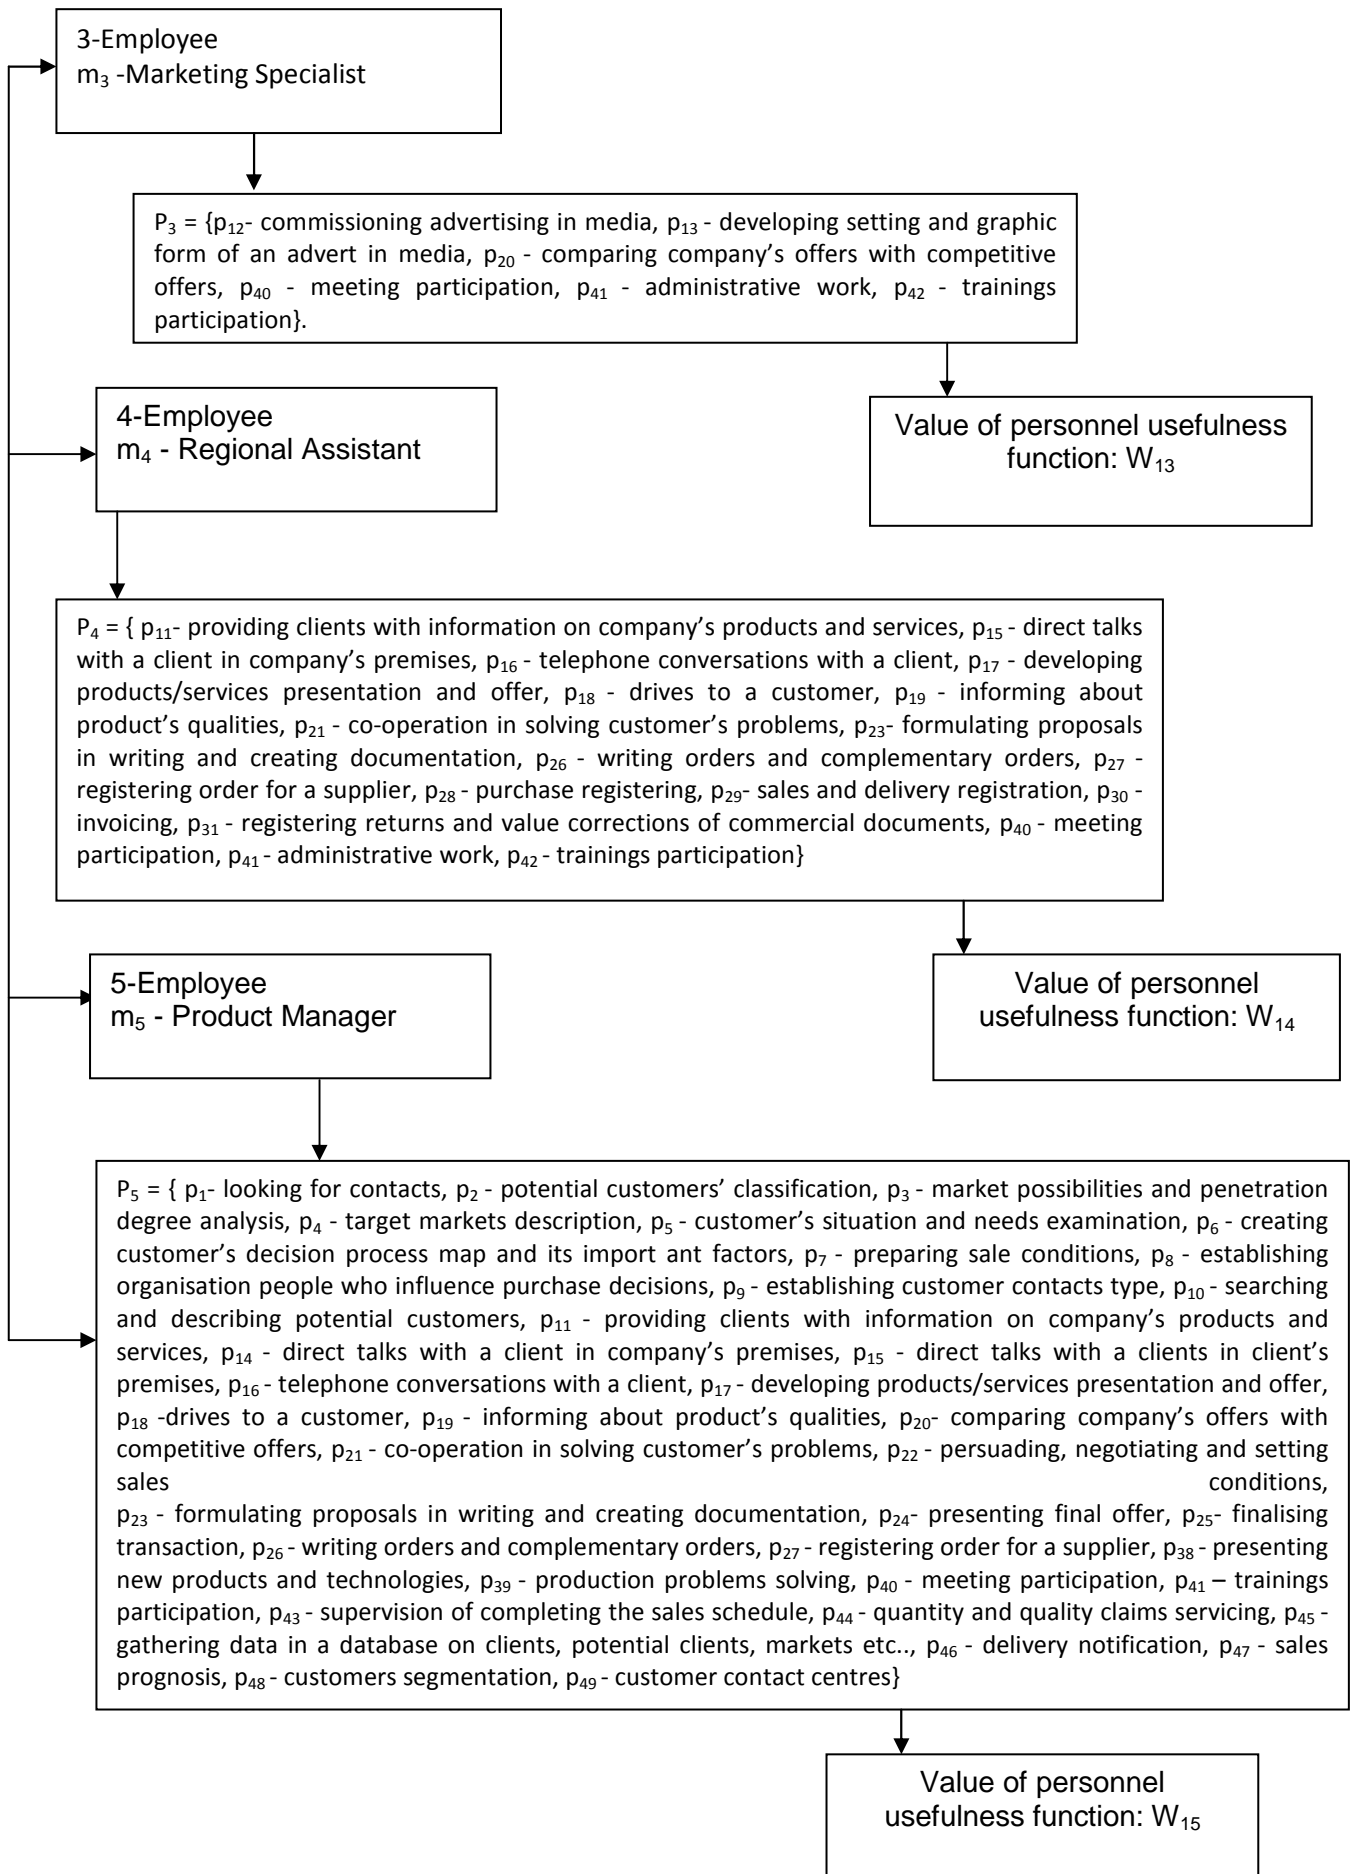 3-Employee
m₃ -Marketing Specialist
P₃ = {p₁₂- commissioning advertising in media, p₁₃ - developing setting and graphic
form of an advert in media, p₂₀ - comparing company's offers with competitive
offers, p₄₀ - meeting participation, p₄₁ - administrative work, p₄₂ - trainings
participation}.
4-Employee
m₄ - Regional Assistant
Value of personnel usefulness
function: W₁₃
P₄ = { p₁₁- providing clients with information on company's products and services, p₁₅ - direct talks
with a client in company's premises, p₁₆ - telephone conversations with a client, p₁₇ - developing
products/services presentation and offer, p₁₈ - drives to a customer, p₁₉ - informing about
product's qualities, p₂₁ - co-operation in solving customer's problems, p₂₃- formulating proposals
in writing and creating documentation, p₂₆ - writing orders and complementary orders, p₂₇ -
registering order for a supplier, p₂₈ - purchase registering, p₂₉- sales and delivery registration, p₃₀ -
invoicing, p₃₁ - registering returns and value corrections of commercial documents, p₄₀ - meeting
participation, p₄₁ - administrative work, p₄₂ - trainings participation}
5-Employee
m₅ - Product Manager
Value of personnel
usefulness function: W₁₄
P₅ = { p₁- looking for contacts, p₂ - potential customers' classification, p₃ - market possibilities and penetration
degree analysis, p₄ - target markets description, p₅ - customer's situation and needs examination, p₆ - creating
customer's decision process map and its import ant factors, p₇ - preparing sale conditions, p₈ - establishing
organisation people who influence purchase decisions, p₉ - establishing customer contacts type, p₁₀ - searching
and describing potential customers, p₁₁ - providing clients with information on company's products and
services, p₁₄ - direct talks with a client in company's premises, p₁₅ - direct talks with a clients in client's
premises, p₁₆ - telephone conversations with a client, p₁₇ - developing products/services presentation and offer,
p₁₈ -drives to a customer, p₁₉ - informing about product's qualities, p₂₀- comparing company's offers with
competitive offers, p₂₁ - co-operation in solving customer's problems, p₂₂ - persuading, negotiating and setting
sales conditions,
p₂₃ - formulating proposals in writing and creating documentation, p₂₄- presenting final offer, p₂₅- finalising
transaction, p₂₆ - writing orders and complementary orders, p₂₇ - registering order for a supplier, p₃₈ - presenting
new products and technologies, p₃₉ - production problems solving, p₄₀ - meeting participation, p₄₁ – trainings
participation, p₄₃ - supervision of completing the sales schedule, p₄₄ - quantity and quality claims servicing, p₄₅ -
gathering data in a database on clients, potential clients, markets etc.., p₄₆ - delivery notification, p₄₇ - sales
prognosis, p₄₈ - customers segmentation, p₄₉ - customer contact centres}
Value of personnel
usefulness function: W₁₅